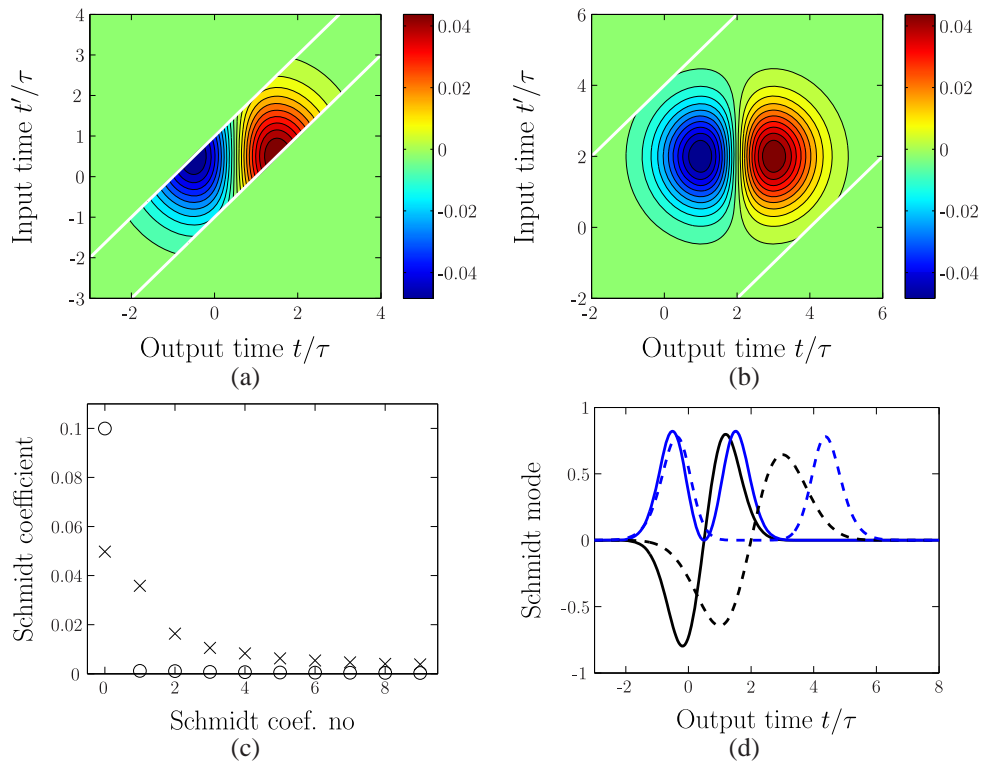 4
3
2
1
0
-1
-2
-3
Input time t′/τ
-2 0 2 4
Output time t/τ
(a)
0.04
0.02
0
-0.02
-0.04
6
4
2
0
-2
Input time t′/τ
-2 0 2 4 6
Output time t/τ
(b)
0.04
0.02
0
-0.02
-0.04
0.1
0.08
0.06
0.04
0.02
0
Schmidt coefficient
0 2 4 6 8
Schmidt coef. no
(c)
1
0.5
0
-0.5
-1
Schmidt mode
-2 0 2 4 6 8
Output time t/τ
(d)